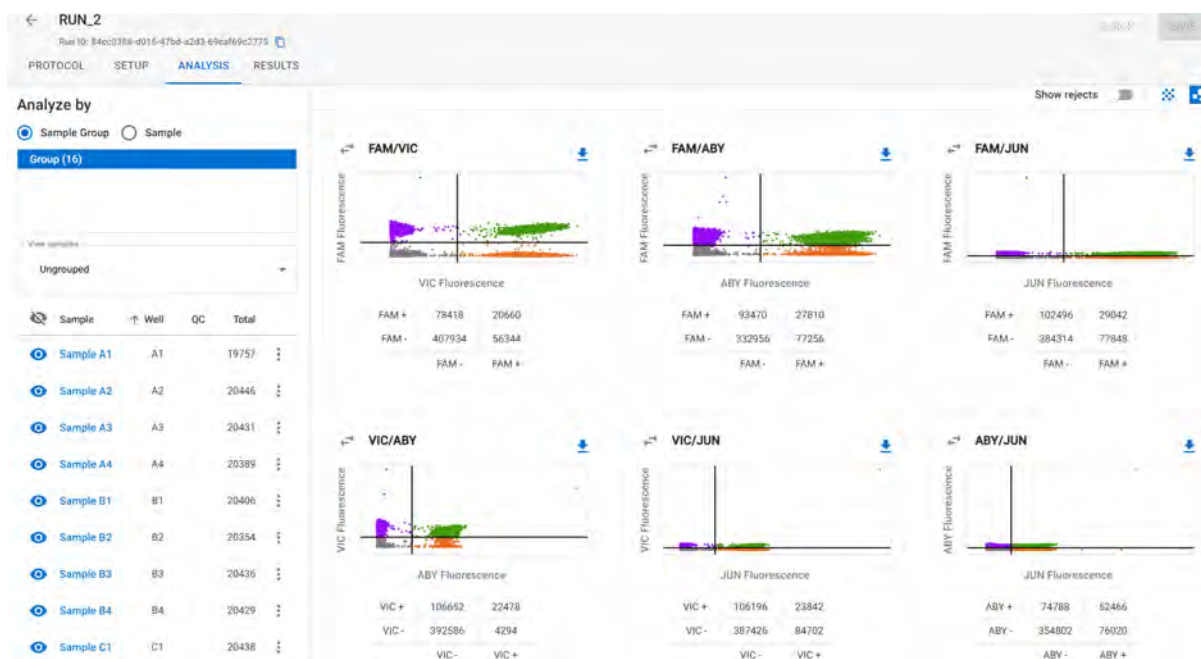 RUN_2
PROTOCOL SETUP ANALYSIS RESULTS
Analyze by
Show rejects
Sample Group Sample
Group (16)
View samples
Ungrouped
Sample Well QC Total
Sample A1 A1 19757
Sample A2 A2 20446
Sample A3 A3 20431
Sample A4 A4 20389
Sample B1 B1 20406
Sample B2 B2 20354
Sample B3 B3 20436
Sample B4 B4 20429
Sample C1 C1 20438
FAM/VIC
FAM Fluorescence
VIC Fluorescence
FAM + 78418 20660
FAM - 407934 56344
FAM - FAM +
FAM/ABY
FAM Fluorescence
ABY Fluorescence
FAM + 93470 27810
FAM - 332956 77256
FAM - FAM +
FAM/JUN
FAM Fluorescence
JUN Fluorescence
FAM + 102496 29042
FAM - 384314 77848
FAM - FAM +
VIC/ABY
VIC Fluorescence
ABY Fluorescence
VIC + 106652 22478
VIC - 392586 4294
VIC - VIC +
VIC/JUN
VIC Fluorescence
JUN Fluorescence
VIC + 106196 23842
VIC - 387426 84702
VIC - VIC +
ABY/JUN
ABY Fluorescence
JUN Fluorescence
ABY + 74788 52466
ABY - 354802 76020
ABY - ABY +